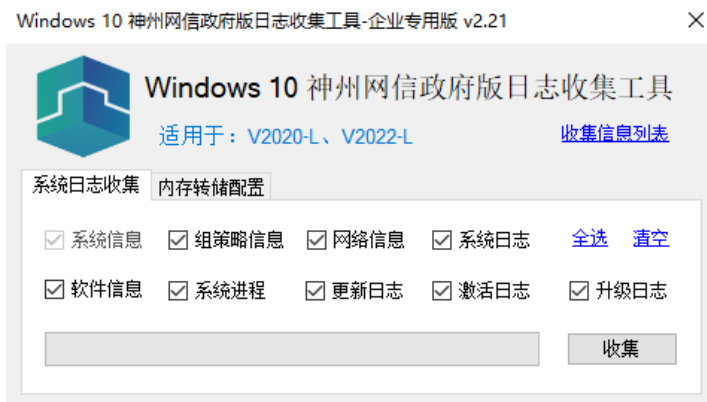 Windows 10 神州网信政府版日志收集工具-企业专用版 v2.21
Windows 10 神州网信政府版日志收集工具
适用于：V2020-L、V2022-L 收集信息列表
系统日志收集 内存转储配置
系统信息 组策略信息 网络信息 系统日志 全选 清空
软件信息 系统进程 更新日志 激活日志 升级日志
收集